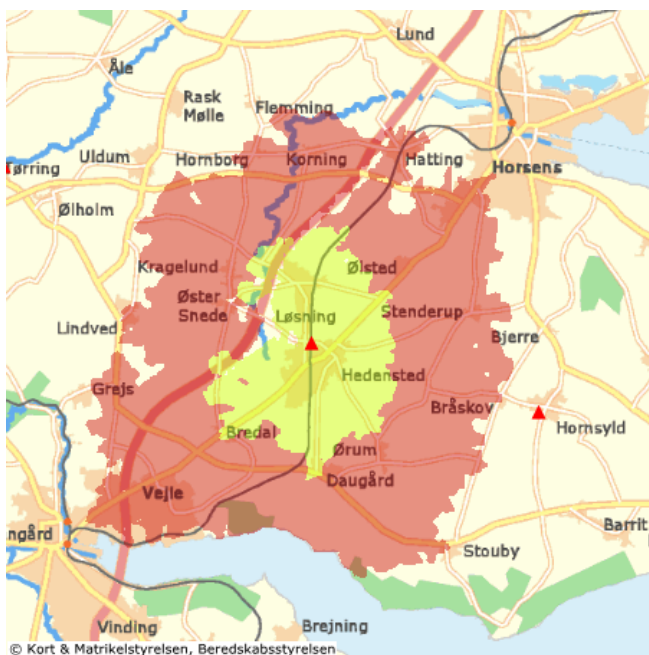 Lund
Åle
Rask
Mølle
Flemming
Tørring
Uldum
Hornborg
Korning
Hatting
Horsens
Ølholm
Kragelund
Ølsted
Øster
Snede
Løsning
Stenderup
Lindved
Bjerre
Hedensted
Grejs
Bråskov
Hornsyld
Bredal
Ørum
Vejle
Daugård
ngård
Barrit
Stouby
Vinding
Brejning
© Kort & Matrikelstyrelsen, Beredskabsstyrelsen